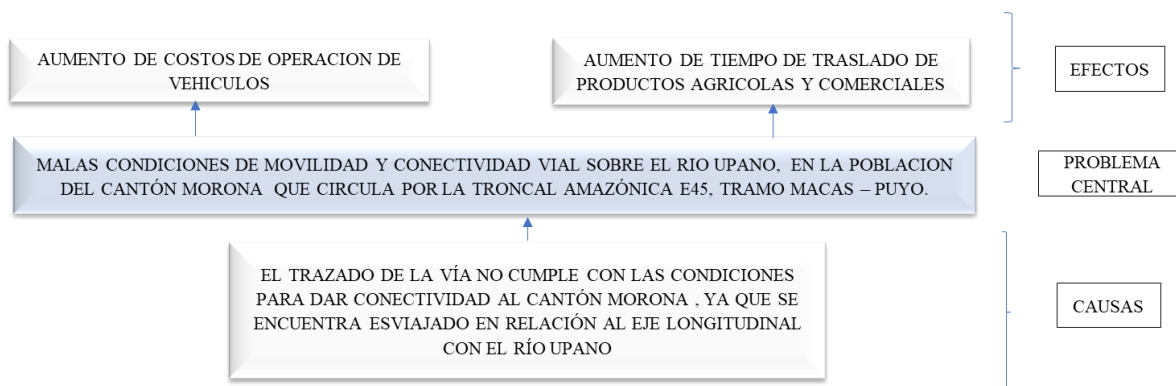 AUMENTO DE COSTOS DE OPERACION DE
VEHICULOS
AUMENTO DE TIEMPO DE TRASLADO DE
PRODUCTOS AGRICOLAS Y COMERCIALES
EFECTOS
MALAS CONDICIONES DE MOVILIDAD Y CONECTIVIDAD VIAL SOBRE EL RIO UPANO, EN LA POBLACION
DEL CANTÓN MORONA QUE CIRCULA POR LA TRONCAL AMAZÓNICA E45, TRAMO MACAS – PUYO.
PROBLEMA
CENTRAL
EL TRAZADO DE LA VÍA NO CUMPLE CON LAS CONDICIONES
PARA DAR CONECTIVIDAD AL CANTÓN MORONA , YA QUE SE
ENCUENTRA ESVIAJADO EN RELACIÓN AL EJE LONGITUDINAL
CON EL RÍO UPANO
CAUSAS